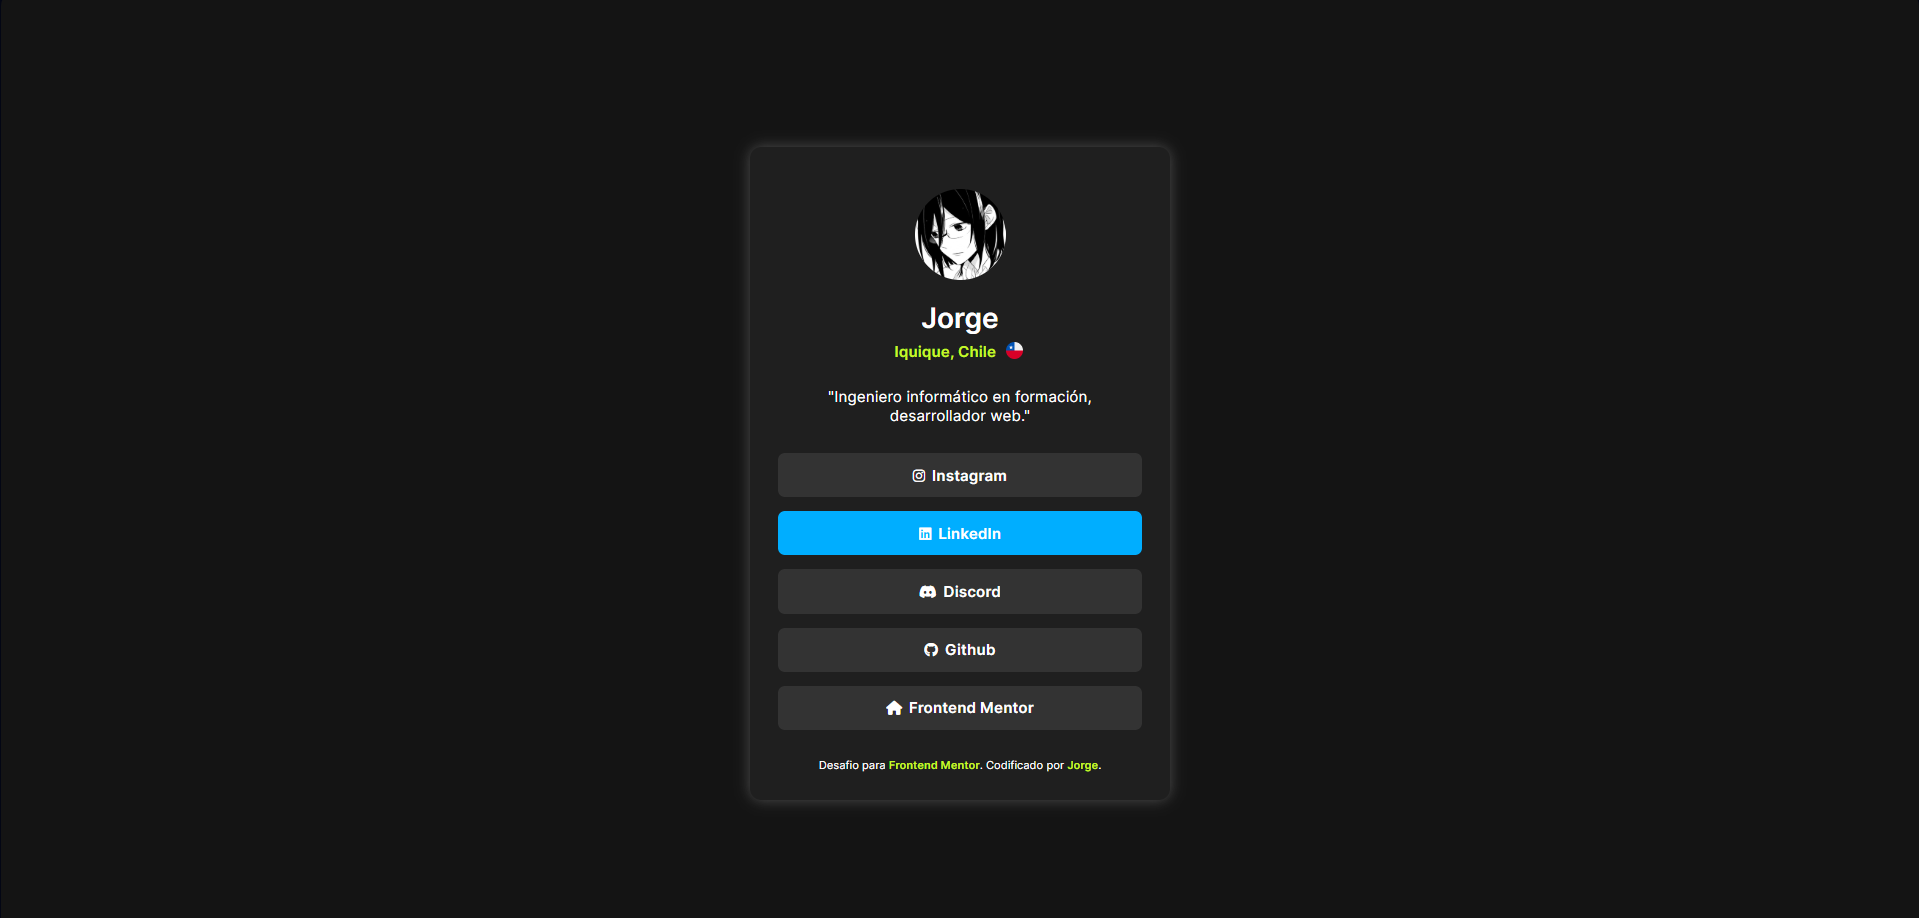 Jorge
Iquique, Chile
"Ingeniero informático en formación,
desarrollador web."
Instagram
LinkedIn
Discord
Github
Frontend Mentor
Desafio para Frontend Mentor. Codificado por Jorge.